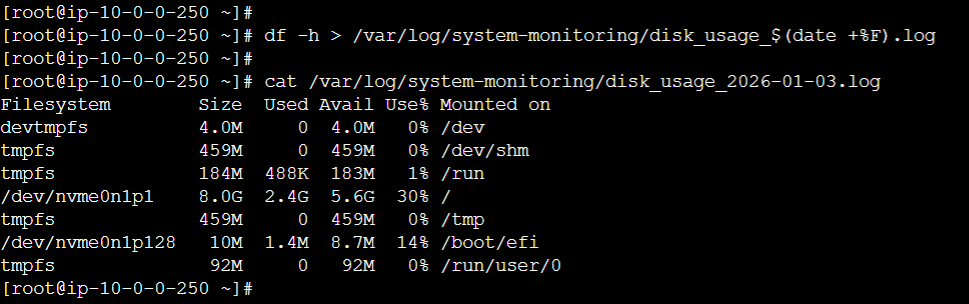 [root@ip-10-0-0-250 ~]#
[root@ip-10-0-0-250 ~]# df -h > /var/log/system-monitoring/disk_usage_$(date +%F).log
[root@ip-10-0-0-250 ~]#
[root@ip-10-0-0-250 ~]# cat /var/log/system-monitoring/disk_usage_2026-01-03.log
Filesystem        Size  Used Avail Use% Mounted on
devtmpfs          4.0M     0  4.0M   0% /dev
tmpfs             459M     0  459M   0% /dev/shm
tmpfs             184M  488K  183M   1% /run
/dev/nvme0n1p1    8.0G  2.4G  5.6G  30% /
tmpfs             459M     0  459M   0% /tmp
/dev/nvme0n1p128   10M  1.4M  8.7M  14% /boot/efi
tmpfs              92M     0   92M   0% /run/user/0
[root@ip-10-0-0-250 ~]#